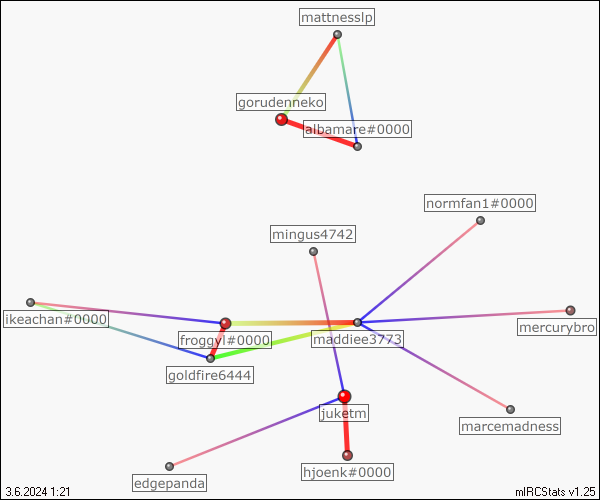 mattnesslp
gorudenneko
albamare#0000
normfan1#0000
mingus4742
ikeachan#0000
mercurybro
froggyl#0000
maddiee3773
goldfire6444
juketm
marcemadness
hjoenk#0000
edgepanda
3.6.2024 1:21
mIRCStats v1.25